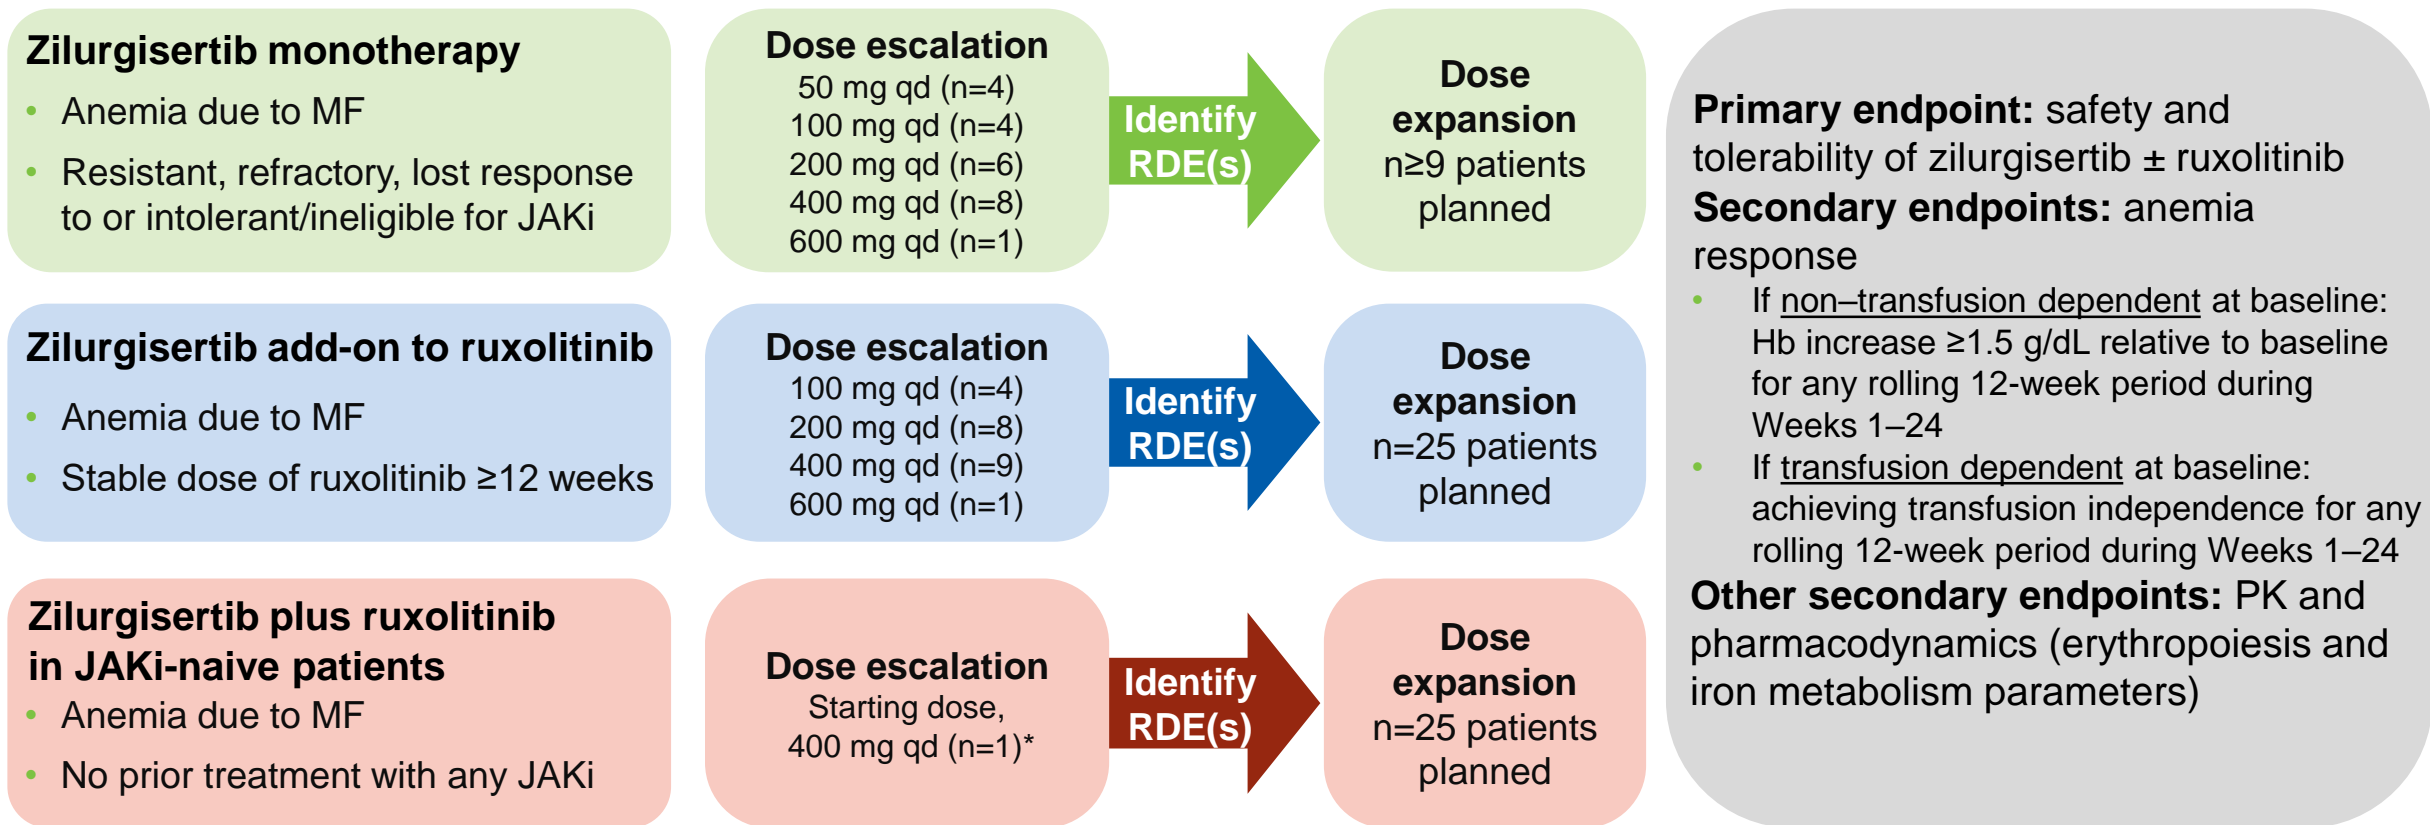 Zilurgisertib monotherapy
• Anemia due to MF
• Resistant, refractory, lost response
to or intolerant/ineligible for JAKi
Dose escalation
50 mg qd (n=4)
100 mg qd (n=4)
200 mg qd (n=6)
400 mg qd (n=8)
600 mg qd (n=1)
Identify
RDE(s)
Dose
expansion
n≥9 patients
planned
Zilurgisertib add-on to ruxolitinib
• Anemia due to MF
• Stable dose of ruxolitinib ≥12 weeks
Dose escalation
100 mg qd (n=4)
200 mg qd (n=8)
400 mg qd (n=9)
600 mg qd (n=1)
Identify
RDE(s)
Dose
expansion
n=25 patients
planned
Zilurgisertib plus ruxolitinib
in JAKi-naive patients
• Anemia due to MF
• No prior treatment with any JAKi
Dose escalation
Starting dose,
400 mg qd (n=1)*
Identify
RDE(s)
Dose
expansion
n=25 patients
planned
Primary endpoint: safety and
tolerability of zilurgisertib ± ruxolitinib
Secondary endpoints: anemia
response
• If non–transfusion dependent at baseline:
Hb increase ≥1.5 g/dL relative to baseline
for any rolling 12-week period during
Weeks 1–24
• If transfusion dependent at baseline:
achieving transfusion independence for any
rolling 12-week period during Weeks 1–24
Other secondary endpoints: PK and
pharmacodynamics (erythropoiesis and
iron metabolism parameters)